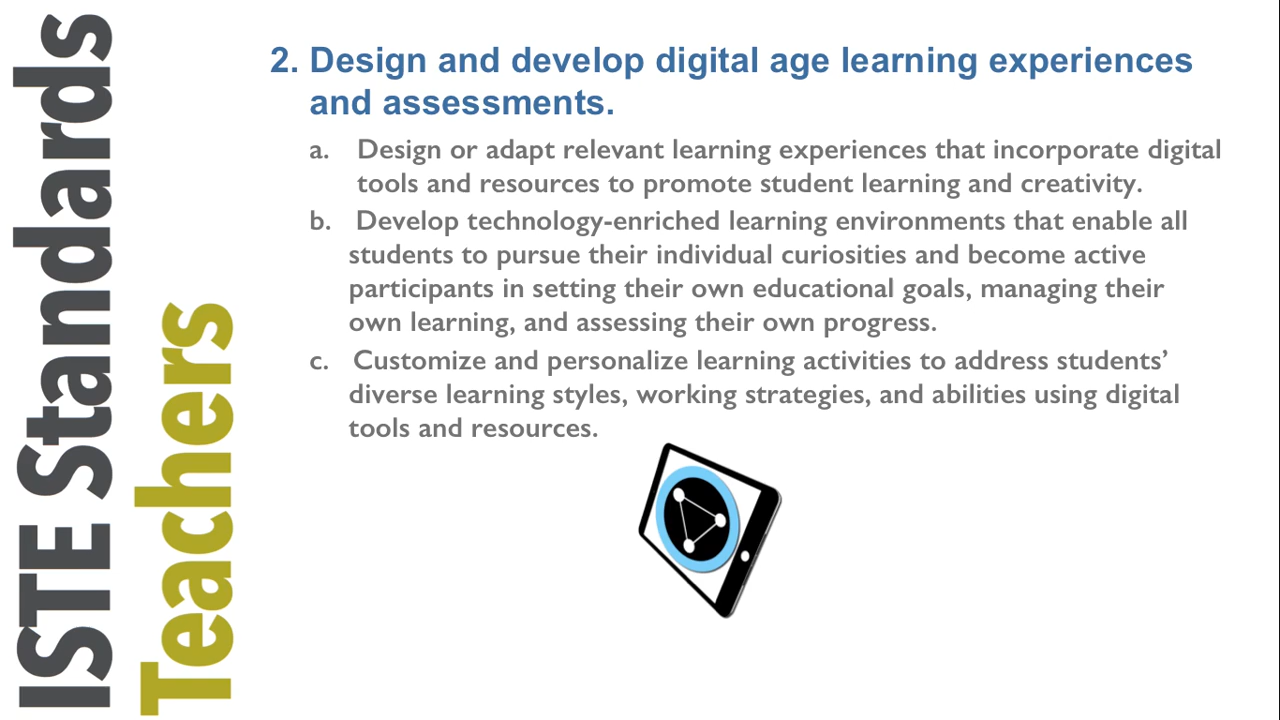 ISTE Standards
Teachers
2. Design and develop digital age learning experiences
and assessments.
a. Design or adapt relevant learning experiences that incorporate digital
tools and resources to promote student learning and creativity.
b. Develop technology-enriched learning environments that enable all
students to pursue their individual curiosities and become active
participants in setting their own educational goals, managing their
own learning, and assessing their own progress.
c. Customize and personalize learning activities to address students’
diverse learning styles, working strategies, and abilities using digital
tools and resources.